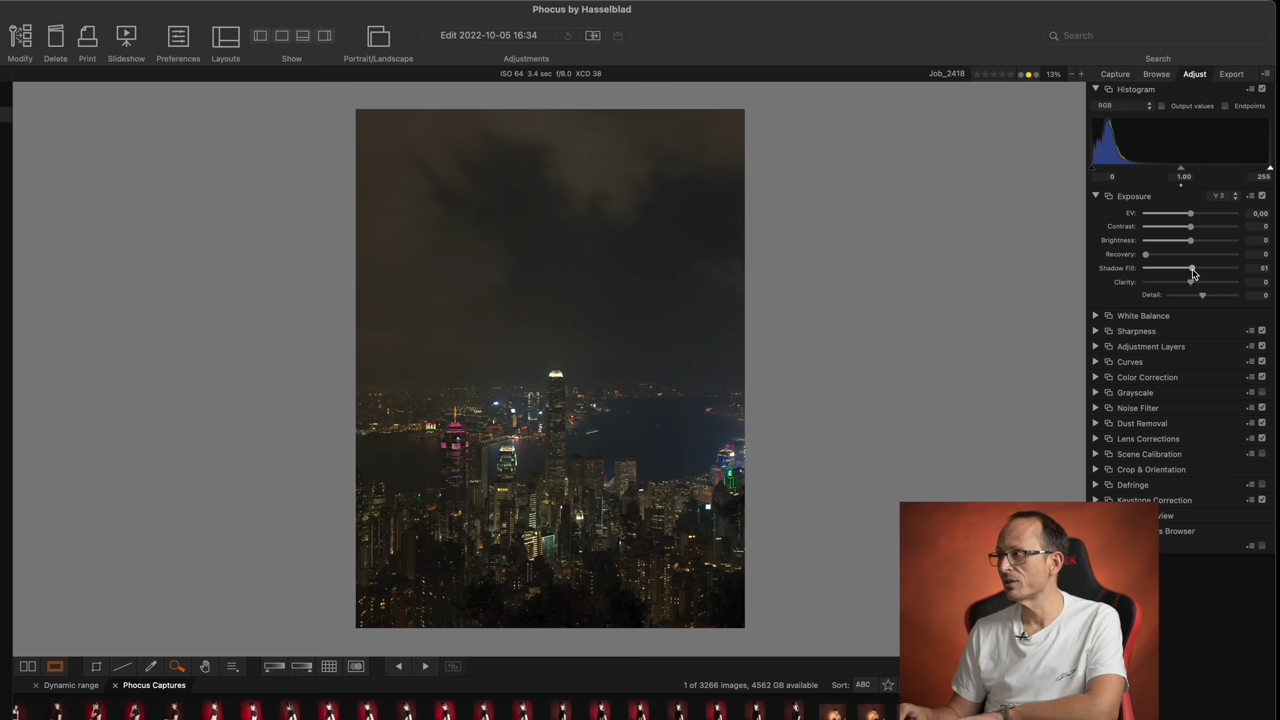 Phocus by Hasselblad
Edit 2022-10-05 16:34
Search
Modify
Delete
Print
Slideshow
Preferences
Layouts
Show
Portrait/Landscape
Adjustments
Search
ISO 64 3.4 sec f/8.0 XCD 38
Job_2418
13%
Capture
Browse
Adjust
Export
Histogram
RGB
Output values
Endpoints
0
1.00
255
Exposure
V 3
EV:
0,00
Contrast:
0
Brightness:
0
Recovery:
0
Shadow Fill:
51
Clarity:
0
Detail:
0
White Balance
Sharpness
Adjustment Layers
Curves
Color Correction
Grayscale
Noise Filter
Dust Removal
Lens Corrections
Scene Calibration
Crop & Orientation
Defringe
Keystone Correction
view
s Browser
Dynamic range
Phocus Captures
1 of 3266 images, 4562 GB available
Sort:
ABC